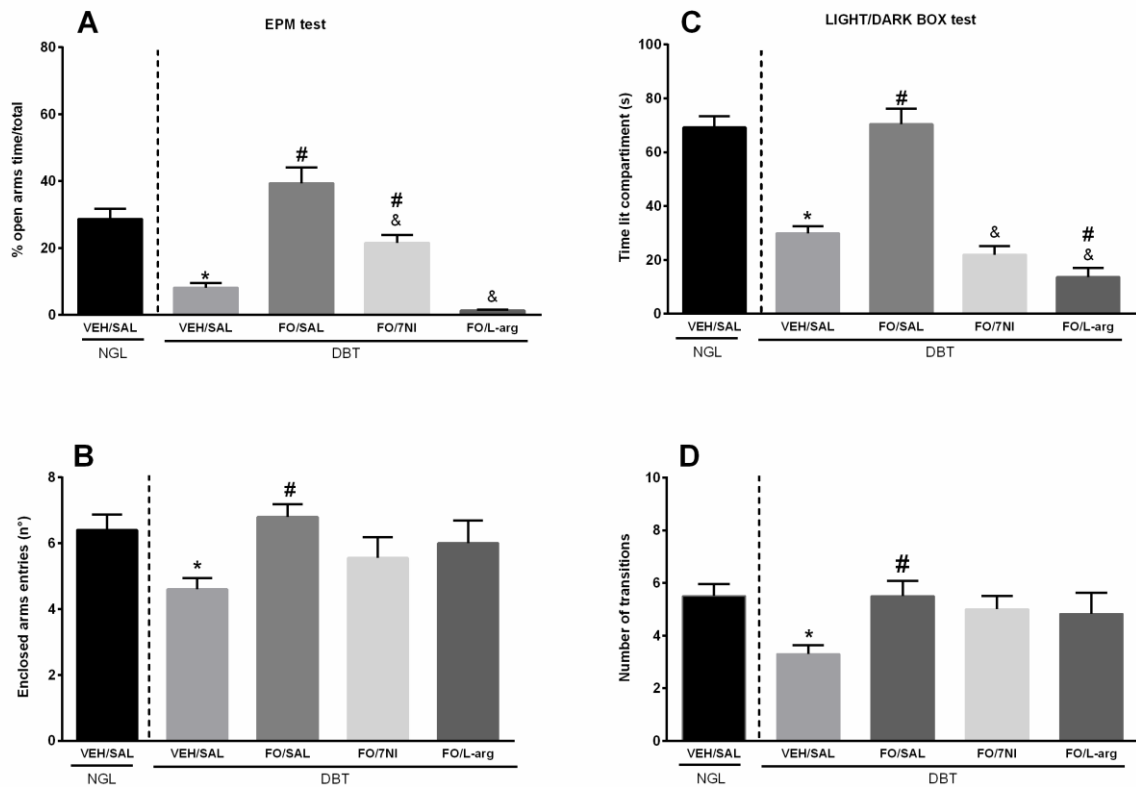 A
EPM test
% open arms time/total
80
60
40
20
0
*
#
#
&
&
VEH/SAL VEH/SAL FO/SAL FO/7NI FO/L-arg
NGL DBT
C
LIGHT/DARK BOX test
Time lit compartiment (s)
100
80
60
40
20
0
*
#
&
#
&
VEH/SAL VEH/SAL FO/SAL FO/7NI FO/L-arg
NGL DBT
B
Enclosed arms entries (n°)
8
6
4
2
0
*
#
VEH/SAL VEH/SAL FO/SAL FO/7NI FO/L-arg
NGL DBT
D
Number of transitions
10
8
6
4
2
0
*
#
VEH/SAL VEH/SAL FO/SAL FO/7NI FO/L-arg
NGL DBT